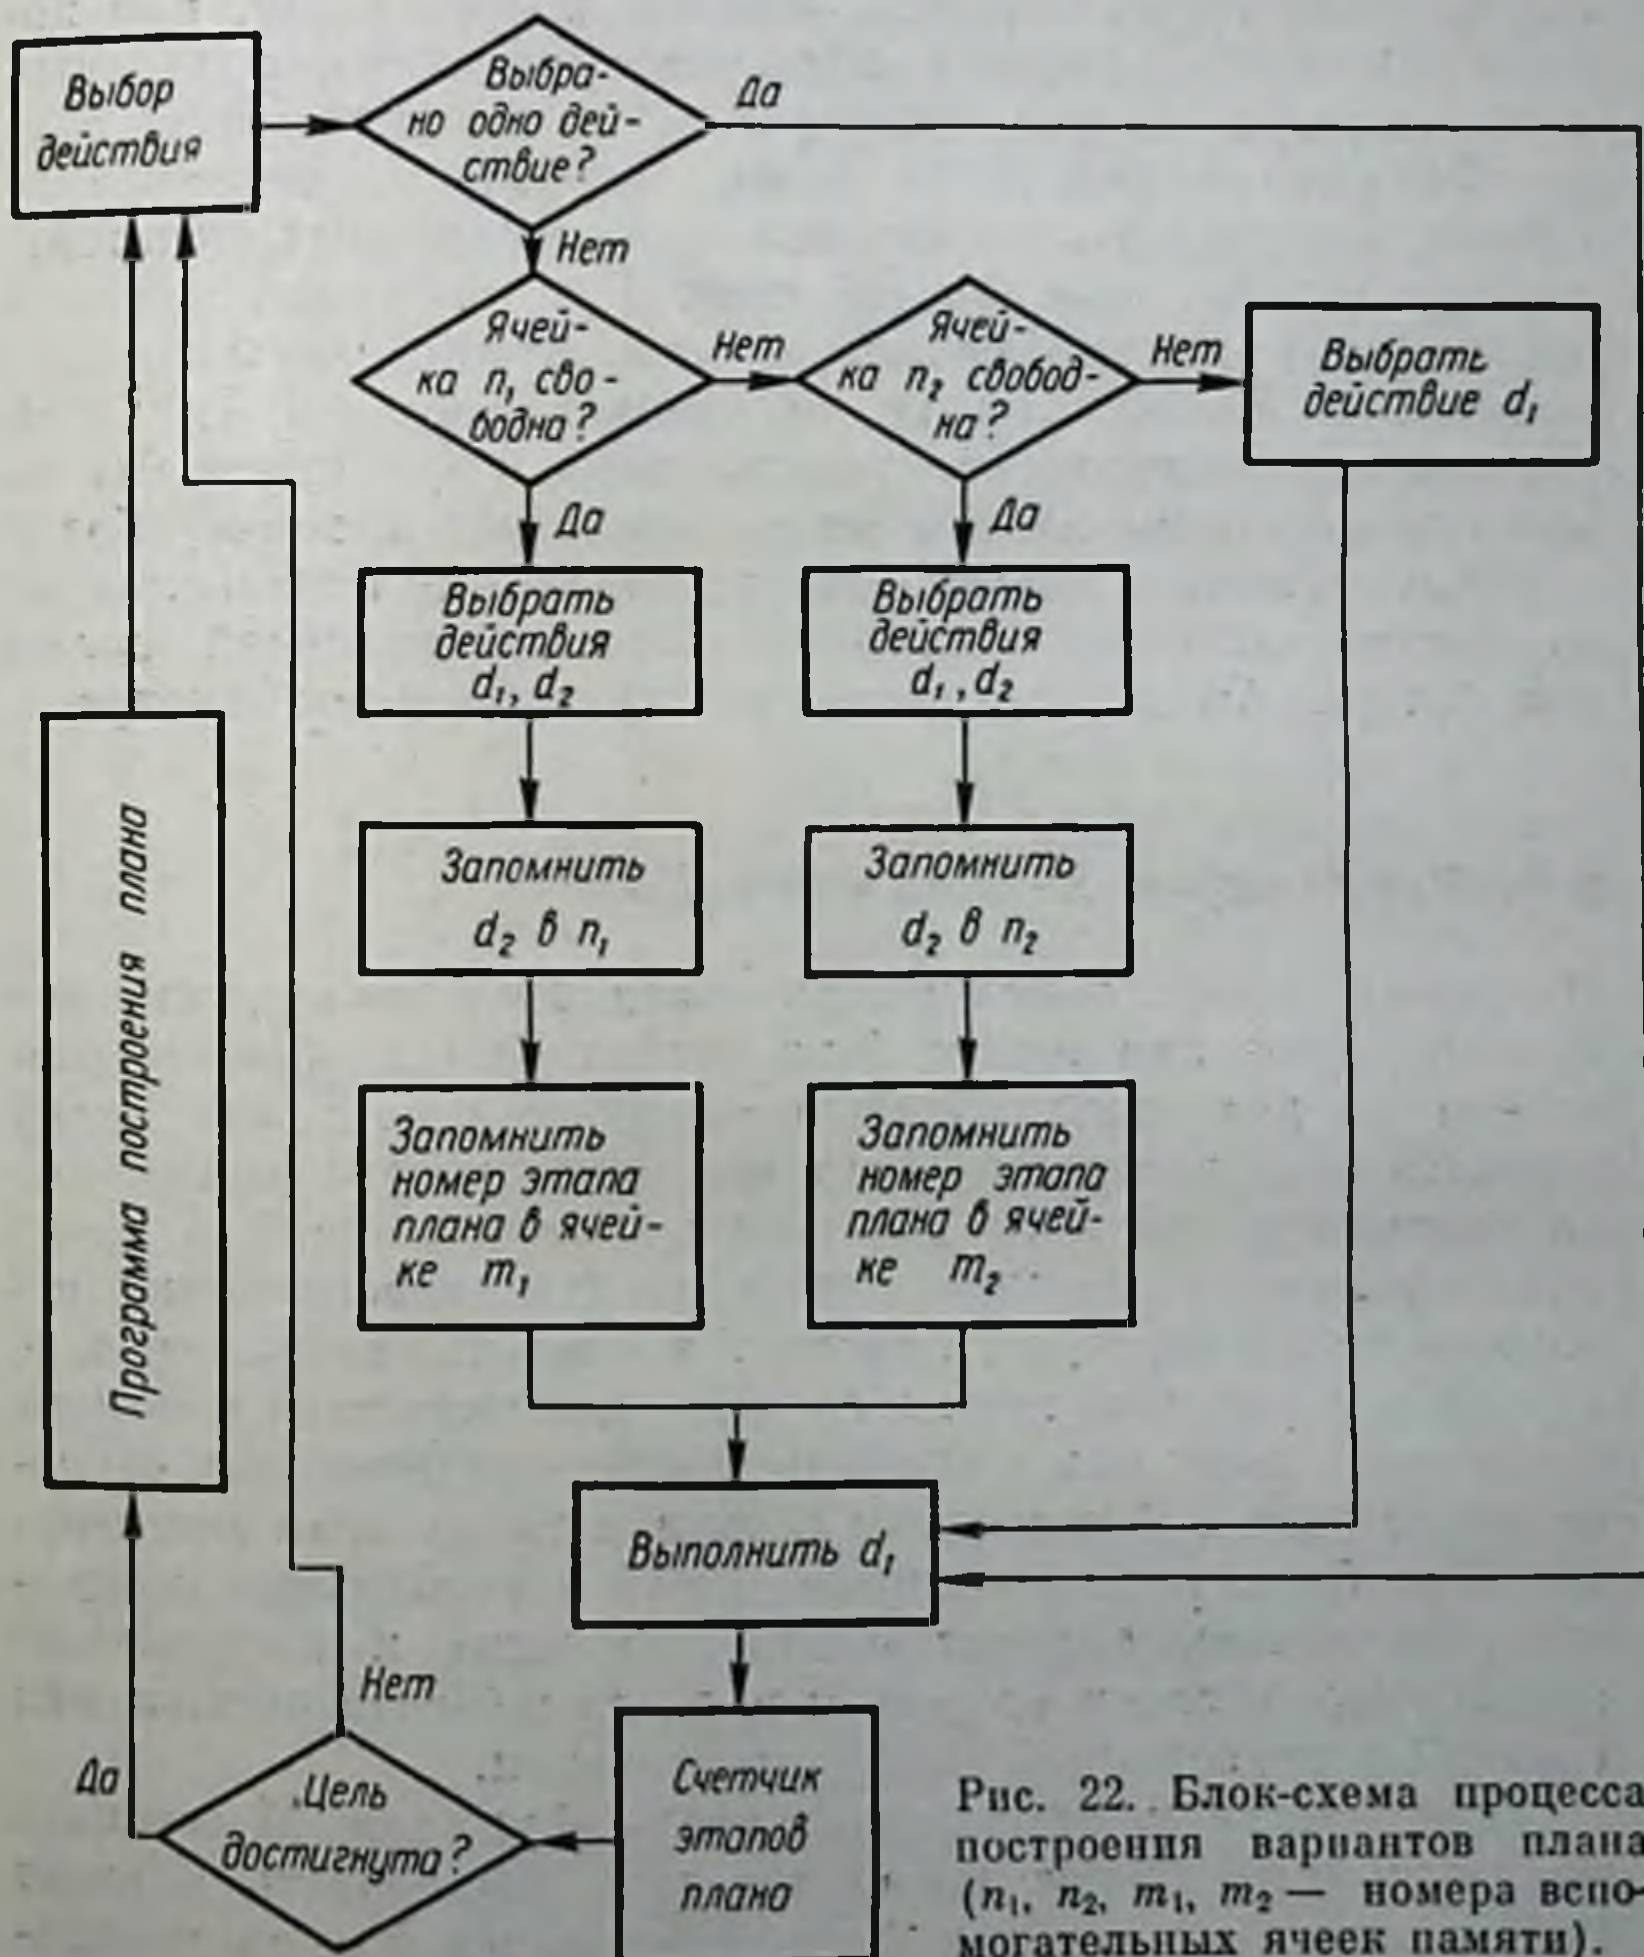 Выбор
действия
Выбра-
но одно дей-
ствие?
Да
Нет
Ячей-
ка n₁ сво-
бодна?
Нет
Ячей-
ка n₂ свобод-
на?
Нет
Выбрать
действие d₁
Да
Да
Выбрать
действия
d₁, d₂
Выбрать
действия
d₁, d₂
Запомнить
d₂ в n₁
Запомнить
d₂ в n₂
Запомнить
номер этапа
плана в ячей-
ке m₁
Запомнить
номер этапа
плана в ячей-
ке m₂
Программа построения плана
Выполнить d₁
Нет
Да
Цель
достигнута?
Счетчик
этапов
плана
Рис. 22. Блок-схема процесса
построения вариантов плана
(n₁, n₂, m₁, m₂ — номера вспо-
могательных ячеек памяти).